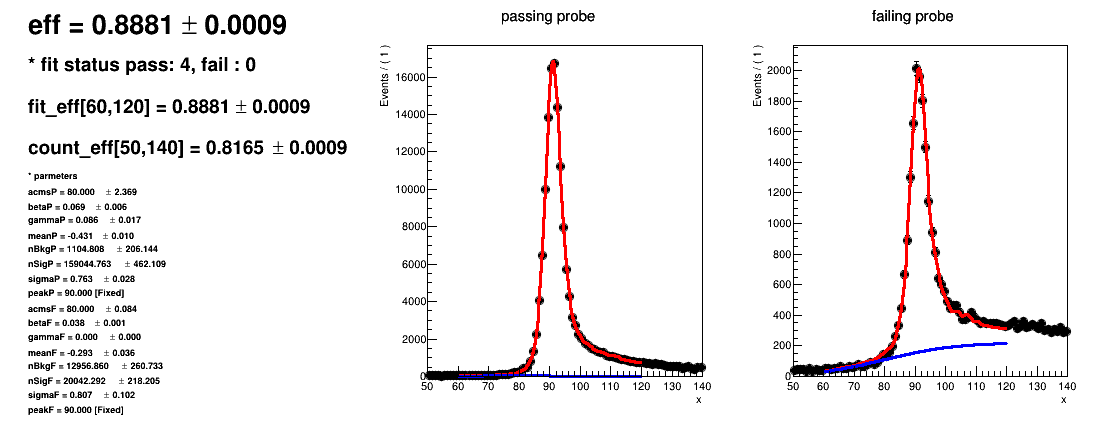 eff = 0.8881 ± 0.0009
* fit status pass: 4, fail : 0
fit_eff[60,120] = 0.8881 ± 0.0009
count_eff[50,140] = 0.8165 ± 0.0009
* parmeters
acmsP = 80.000 ± 2.369
betaP = 0.069 ± 0.006
gammaP = 0.086 ± 0.017
meanP = -0.431 ± 0.010
nBkgP = 1104.808 ± 206.144
nSigP = 159044.763 ± 462.109
sigmaP = 0.763 ± 0.028
peakP = 90.000 [Fixed]
acmsF = 80.000 ± 0.084
betaF = 0.038 ± 0.001
gammaF = 0.000 ± 0.000
meanF = -0.293 ± 0.036
nBkgF = 12956.860 ± 260.733
nSigF = 20042.292 ± 218.205
sigmaF = 0.807 ± 0.102
peakF = 90.000 [Fixed]
passing probe
Events / ( 1 )
16000
14000
12000
10000
8000
6000
4000
2000
0
50 60 70 80 90 100 110 120 130 140
x
failing probe
Events / ( 1 )
2000
1800
1600
1400
1200
1000
800
600
400
200
0
50 60 70 80 90 100 110 120 130 140
x